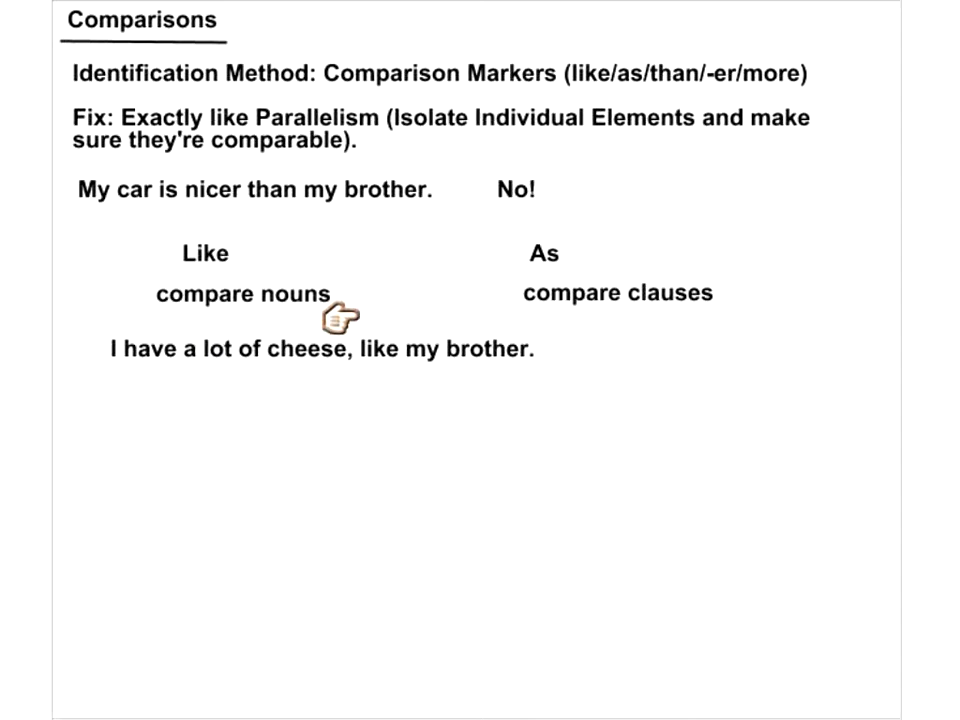 Comparisons
Identification Method: Comparison Markers (like/as/than/-er/more)
Fix: Exactly like Parallelism (Isolate Individual Elements and make
sure they're comparable).
My car is nicer than my brother. No!
Like As
compare nouns compare clauses
I have a lot of cheese, like my brother.